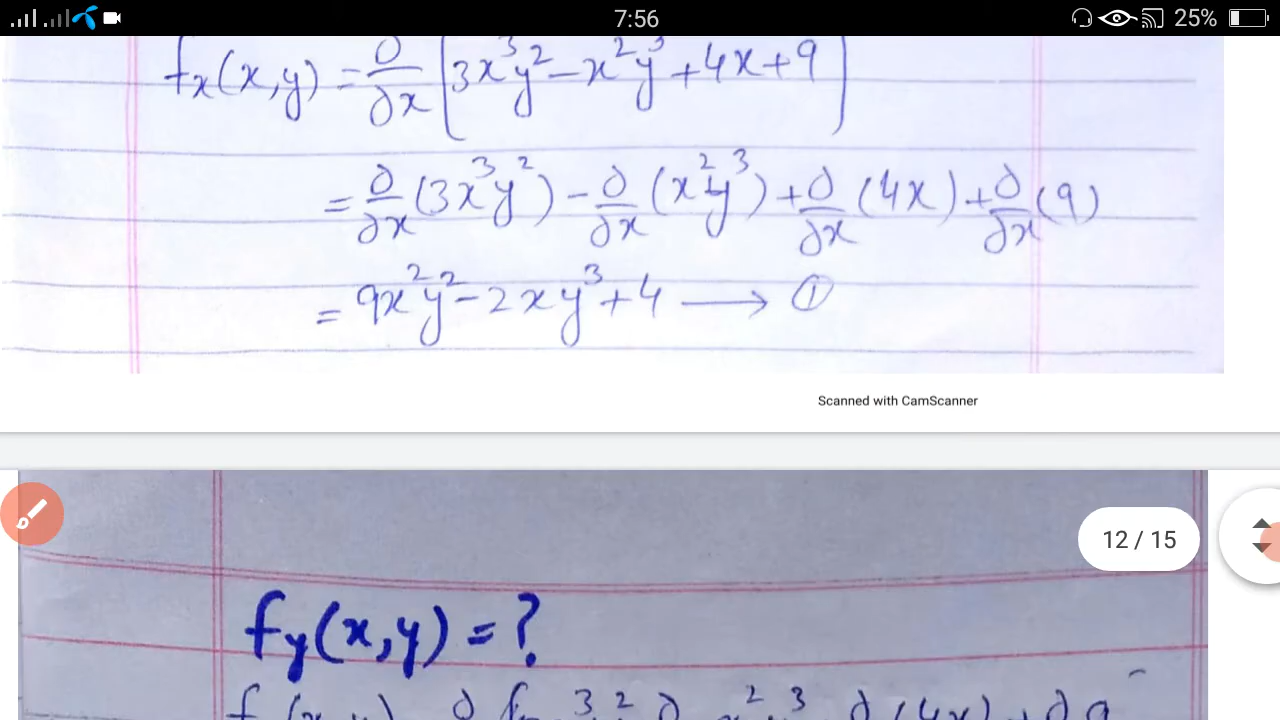 7:56
25%
fx(x,y) = ∂/∂x [3x³y² − x²y³ + 4x + 9]
= ∂/∂x (3x³y²) − ∂/∂x (x²y³) + ∂/∂x (4x) + ∂/∂x (9)
= 9x²y² − 2xy³ + 4 ⟶ ①
Scanned with CamScanner
12 / 15
fy(x,y) = ?